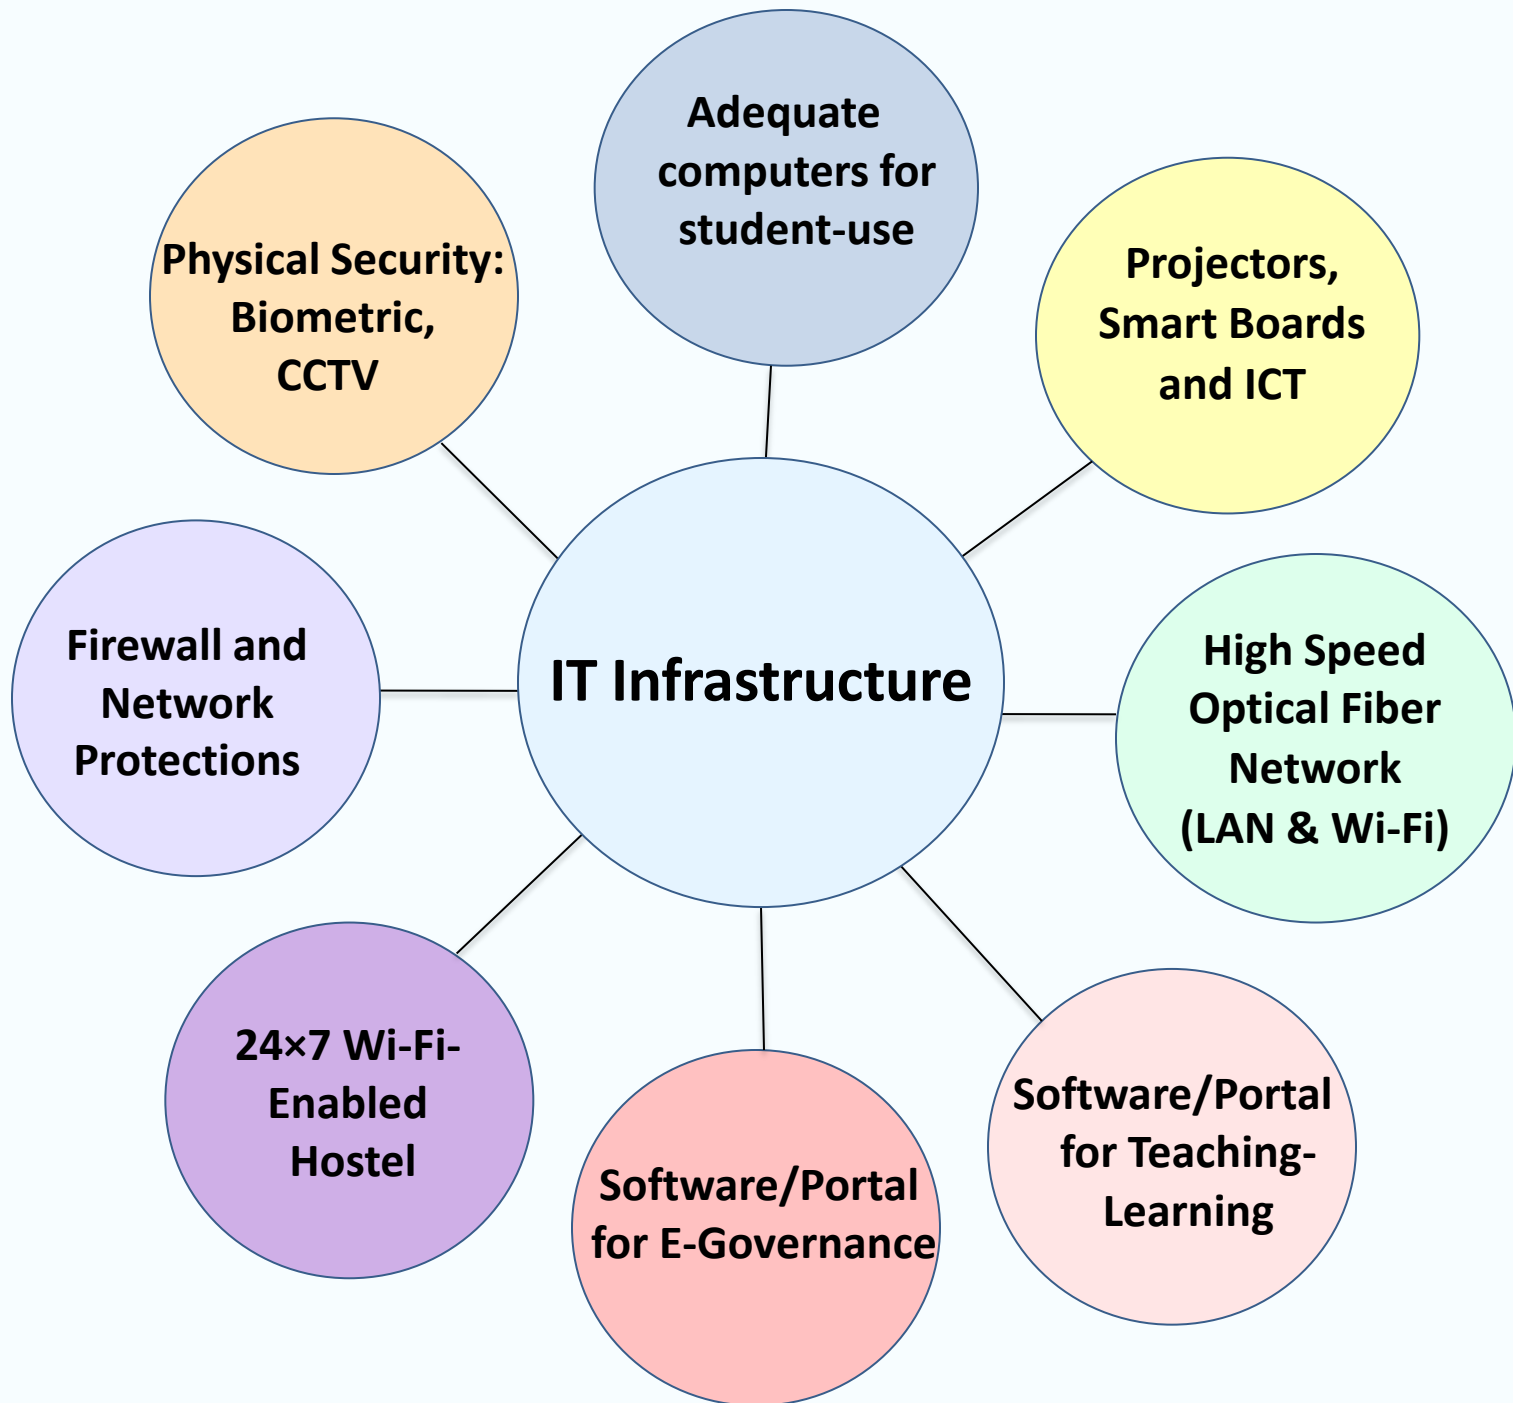 Adequate
computers for
student-use
Physical Security:
Biometric,
CCTV
Projectors,
Smart Boards
and ICT
Firewall and
Network
Protections
IT Infrastructure
High Speed
Optical Fiber
Network
(LAN & Wi-Fi)
24×7 Wi-Fi-
Enabled
Hostel
Software/Portal
for E-Governance
Software/Portal
for Teaching-
Learning